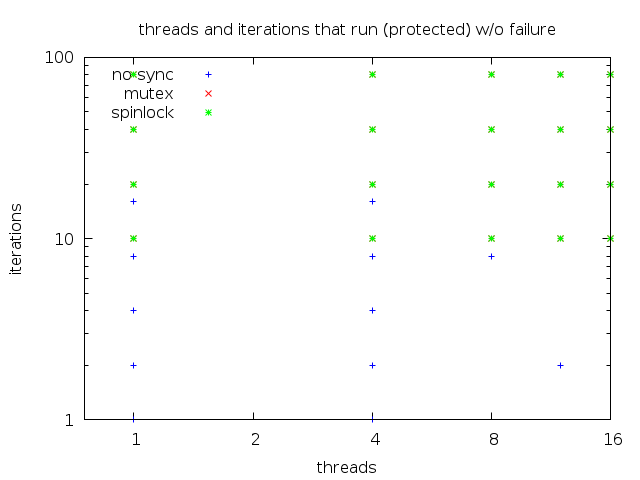 threads and iterations that run (protected) w/o failure
100
no sync
mutex
spinlock
iterations
10
1
1 2 4 8 16
threads